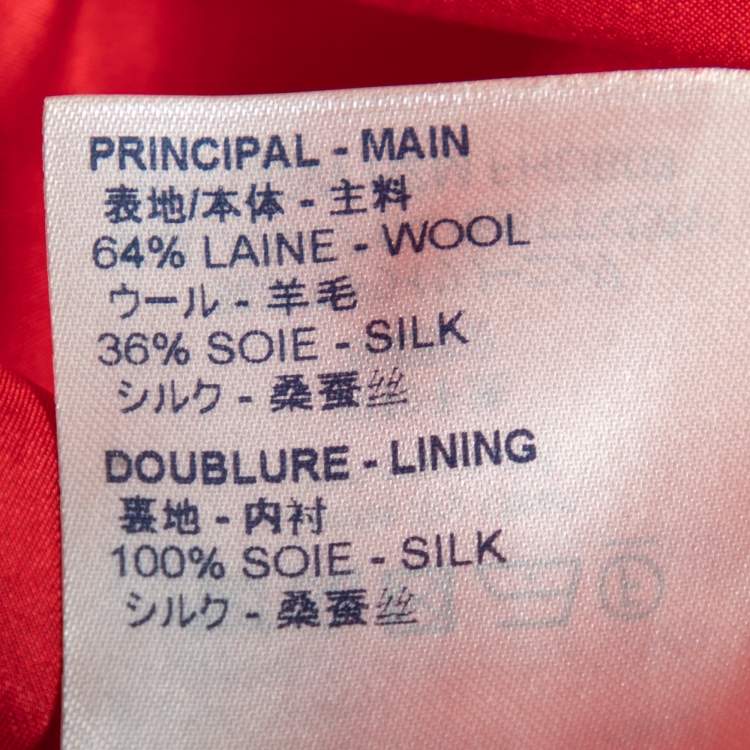 PRINCIPAL - MAIN
表地/本体 - 主料
64% LAINE - WOOL
ウール - 羊毛
36% SOIE - SILK
シルク - 桑蚕丝
DOUBLURE - LINING
裏地 - 内衬
100% SOIE - SILK
シルク - 桑蚕丝